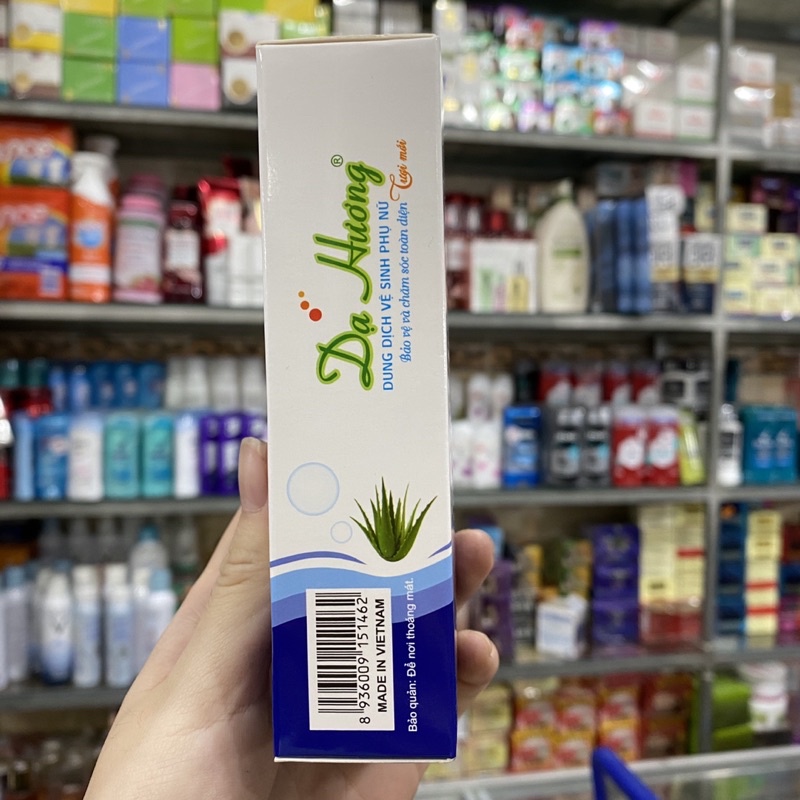 Dạ Hương®
DUNG DỊCH VỆ SINH PHỤ NỮ
Bảo vệ và chăm sóc toàn diện Tươi mới
8 936009 151462
MADE IN VIETNAM
Bảo quản: Để nơi thoáng mát.